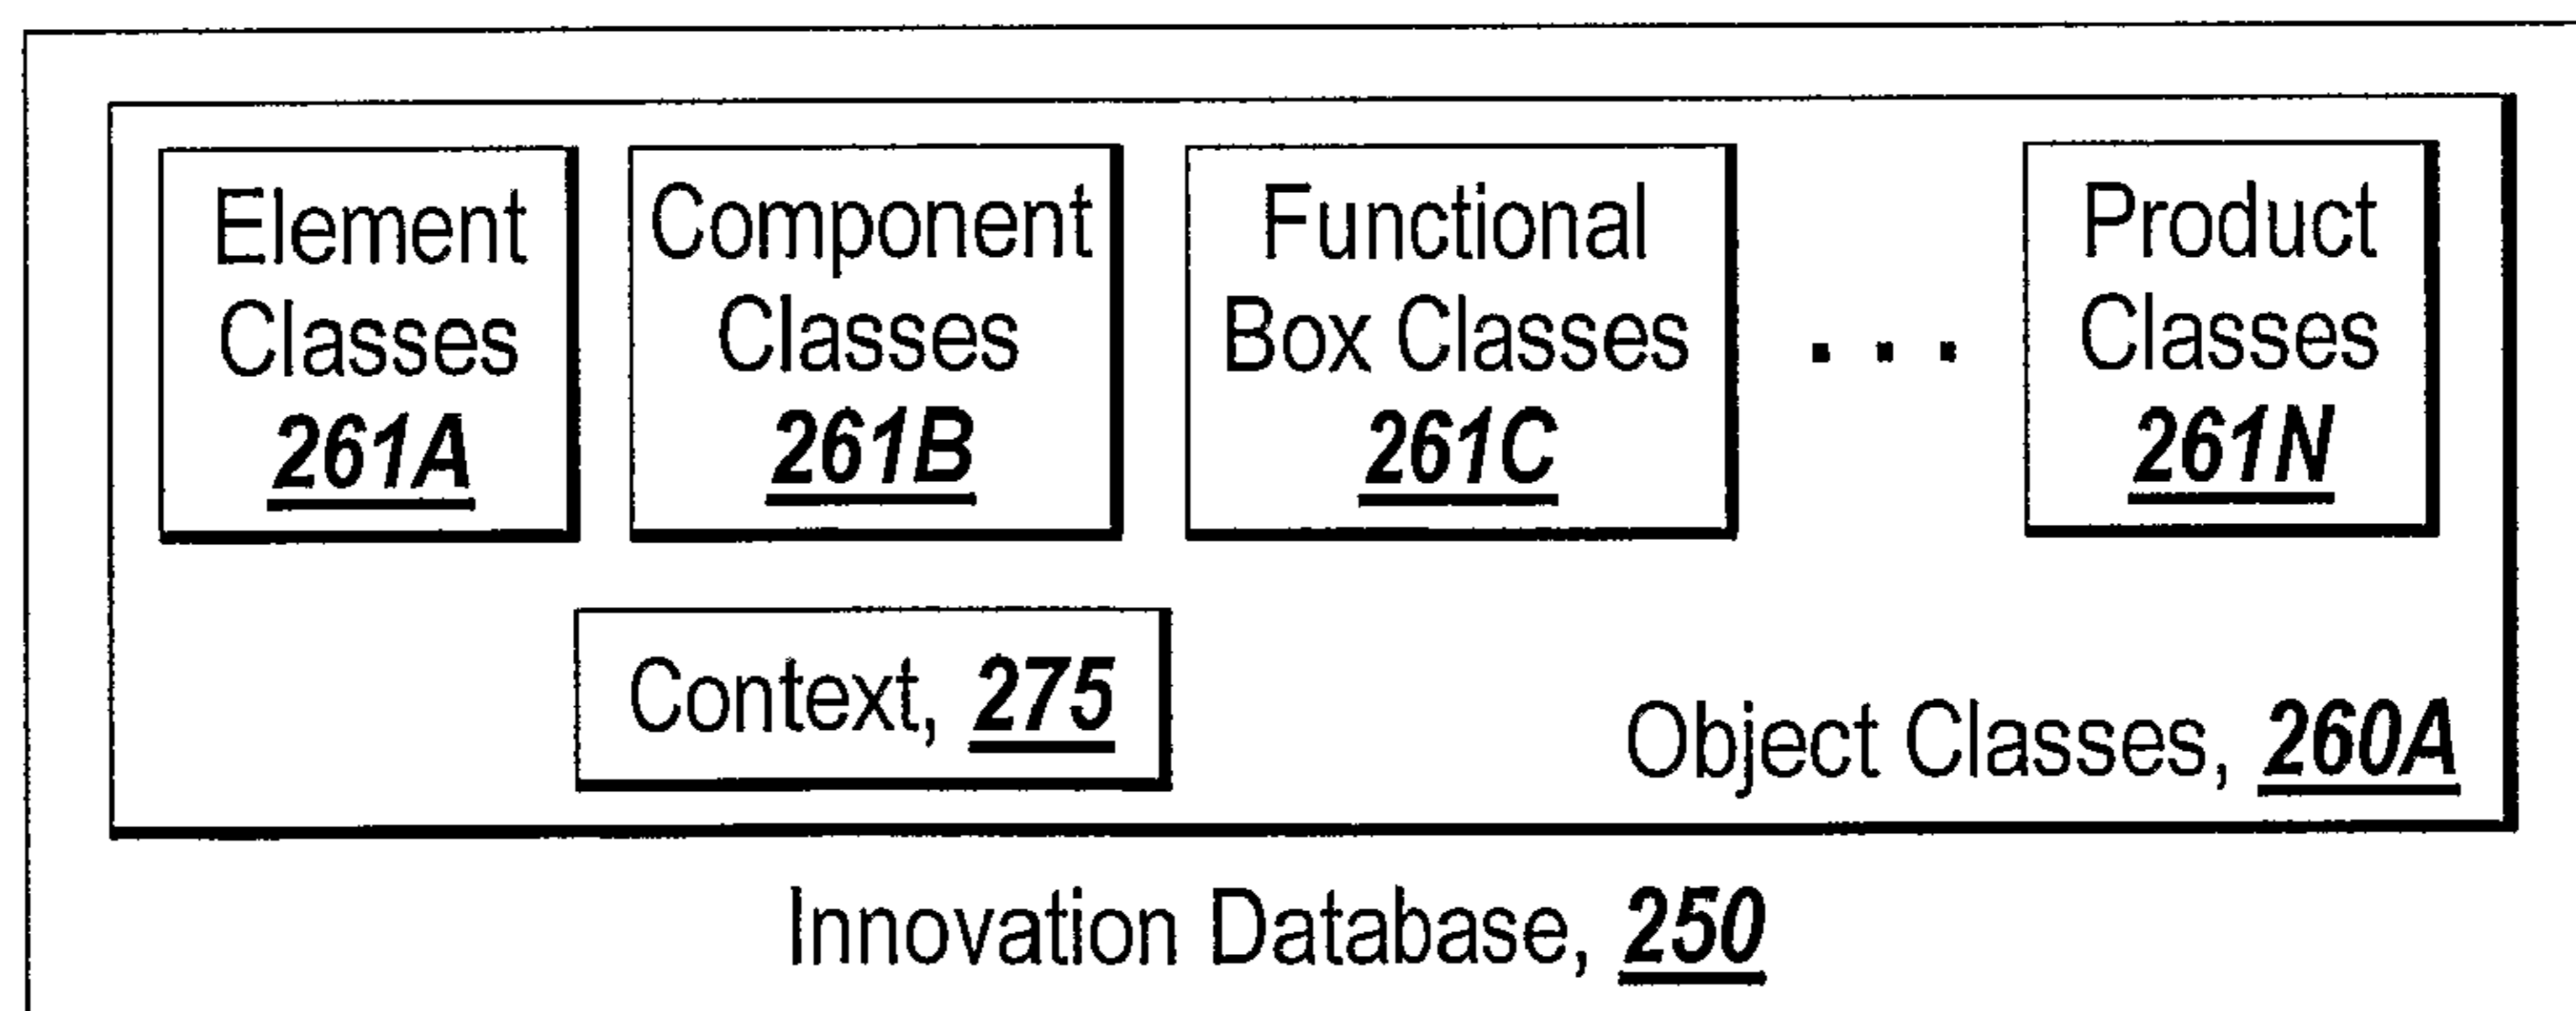 Element
Classes
261A
Component
Classes
261B
Functional
Box Classes
261C
. . .
Product
Classes
261N
Context, 275
Object Classes, 260A
Innovation Database, 250